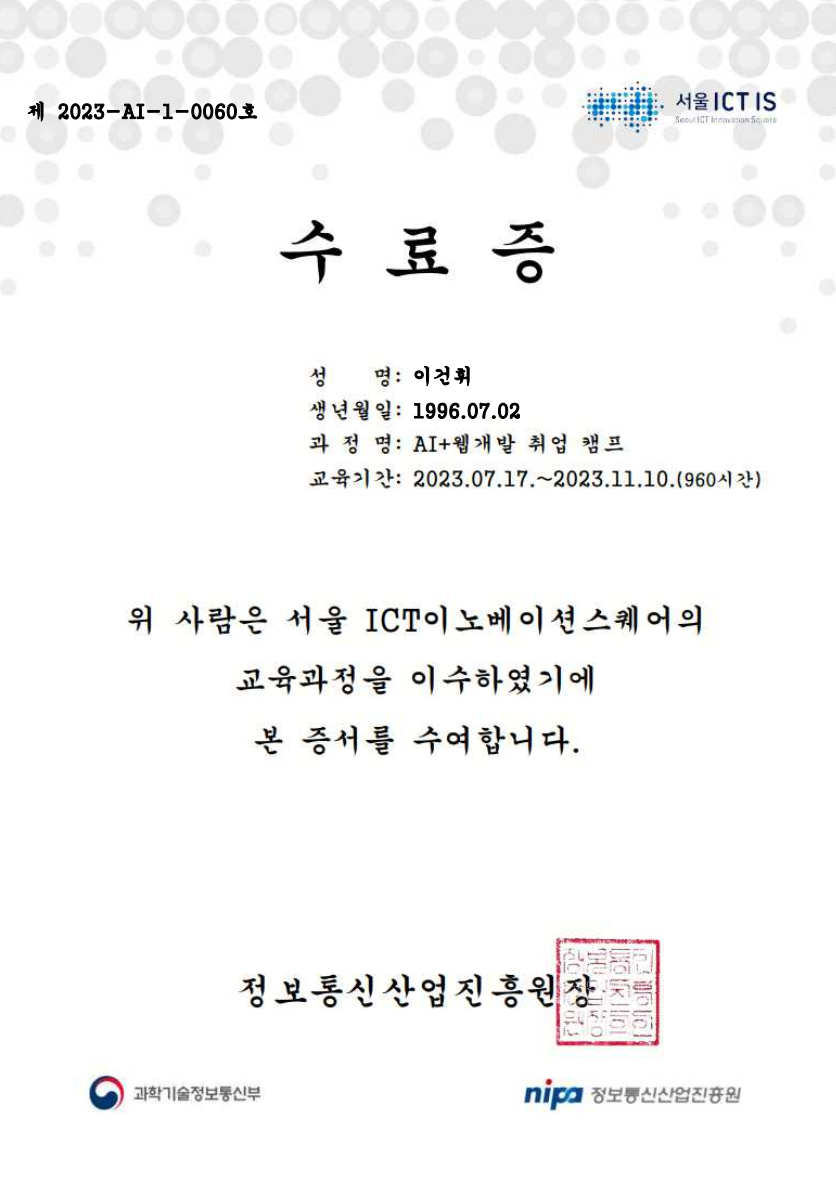 제 2023-AI-1-0060호
서울 ICT IS
Seoul ICT Innovation Square
수 료 증
성 명: 이건휘
생년월일: 1996.07.02
과 정 명: AI+웹개발 취업 캠프
교육기간: 2023.07.17.~2023.11.10.(960시간)
위 사람은 서울 ICT이노베이션스퀘어의
교육과정을 이수하였기에
본 증서를 수여합니다.
정보통신산업진흥원장
과학기술정보통신부
nipa 정보통신산업진흥원